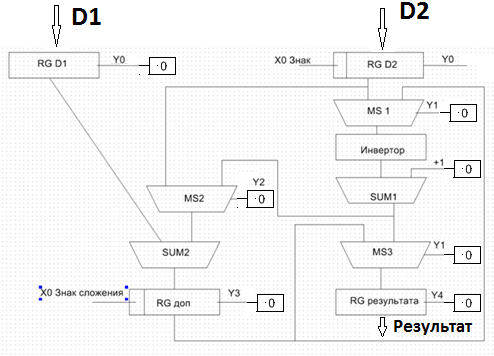 D1
D2
RG D1
Y0
·0
X0 Знак
RG D2
Y0
MS 1
Y1
·0
Инвертор
+1
·0
SUM1
MS2
Y2
·0
SUM2
MS3
Y1
·0
X0 Знак сложения
RG доп
Y3
·0
RG результата
Y4
·0
Результат